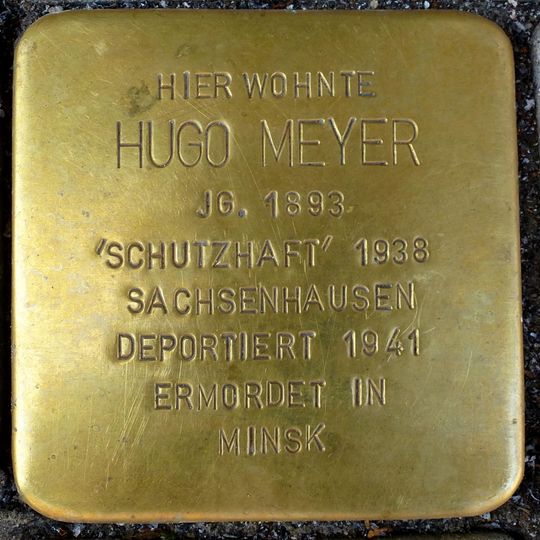 HIER WOHNTE
HUGO MEYER
JG. 1893
'SCHUTZHAFT' 1938
SACHSENHAUSEN
DEPORTIERT 1941
ERMORDET IN
MINSK